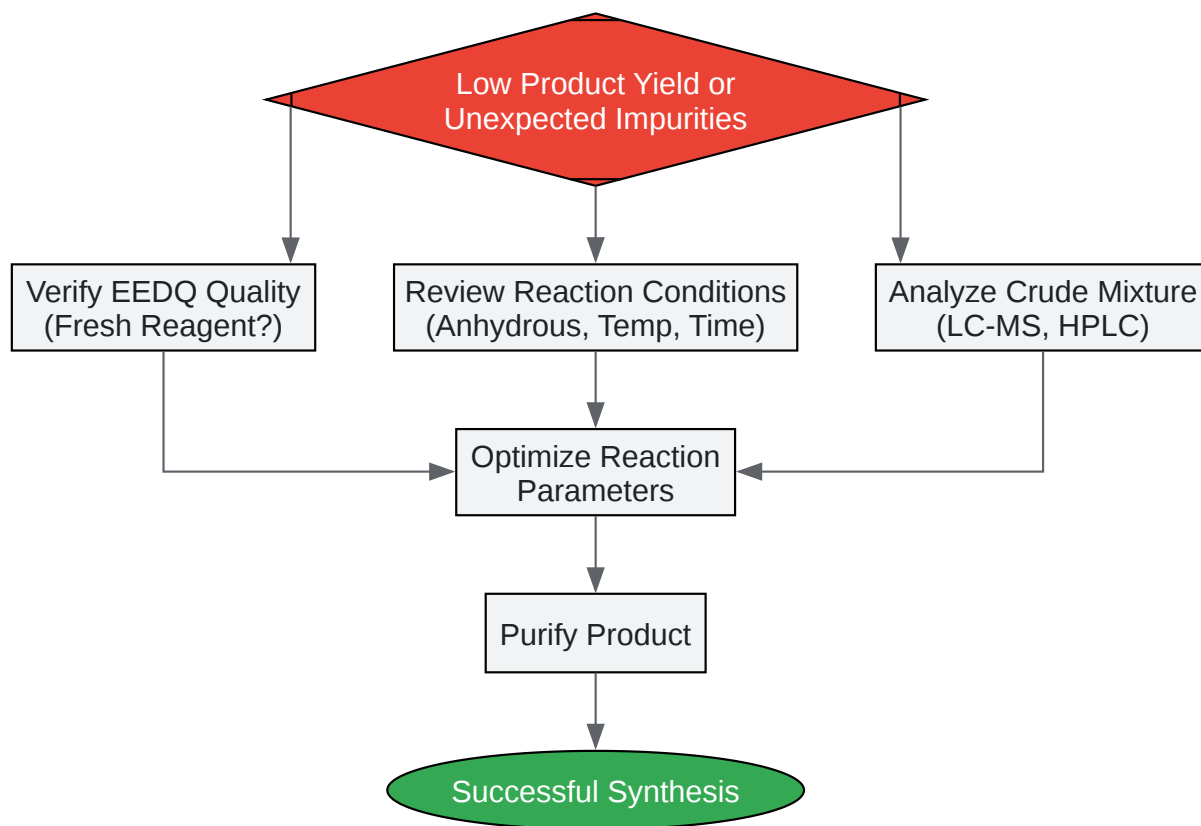 Low Product Yield or
Unexpected Impurities
Verify EEDQ Quality
(Fresh Reagent?)
Review Reaction Conditions
(Anhydrous, Temp, Time)
Analyze Crude Mixture
(LC-MS, HPLC)
Optimize Reaction
Parameters
Purify Product
Successful Synthesis